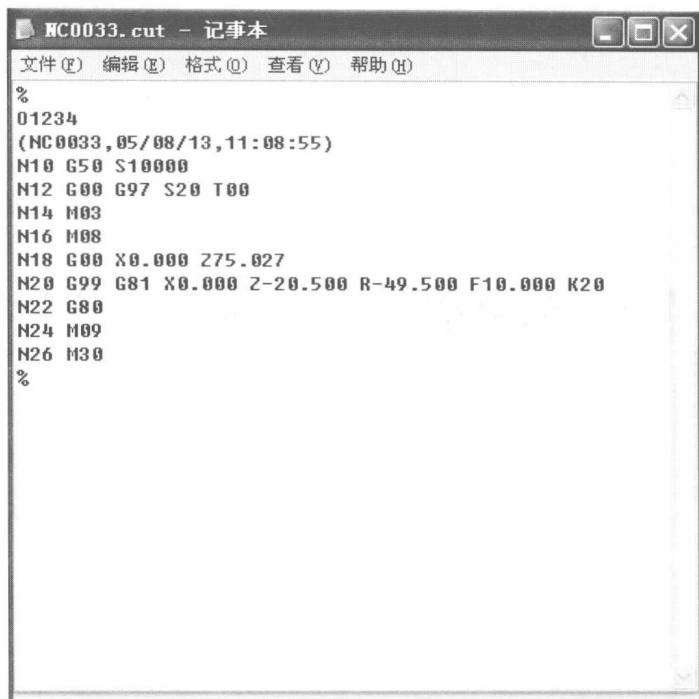 NC0033.cut - 记事本
文件(F) 编辑(E) 格式(O) 查看(V) 帮助(H)
%
O1234
(NC0033,05/08/13,11:08:55)
N10 G50 S10000
N12 G00 G97 S20 T00
N14 M03
N16 M08
N18 G00 X0.000 Z75.027
N20 G99 G81 X0.000 Z-20.500 R-49.500 F10.000 K20
N22 G80
N24 M09
N26 M30
%